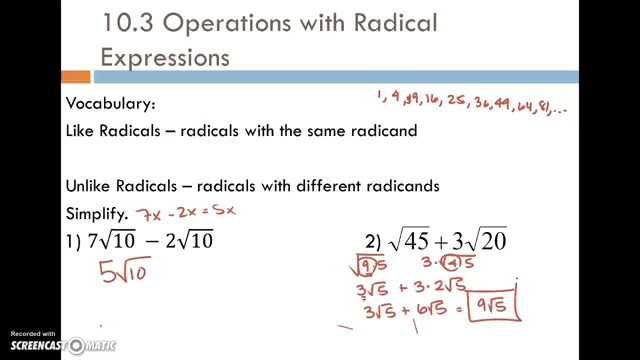 10.3 Operations with Radical
Expressions
Vocabulary:
1, 4, 9, 16, 25, 36, 49, 64, 81, ...
Like Radicals – radicals with the same radicand
Unlike Radicals – radicals with different radicands
Simplify. 7x - 2x = 5x
1) 7√10 − 2√10
5√10
2) √45 + 3√20
√9·5 3·√4·5
3√5 + 3·2√5
3√5 + 6√5 = 9√5
Recorded with
SCREENCAST MATIC